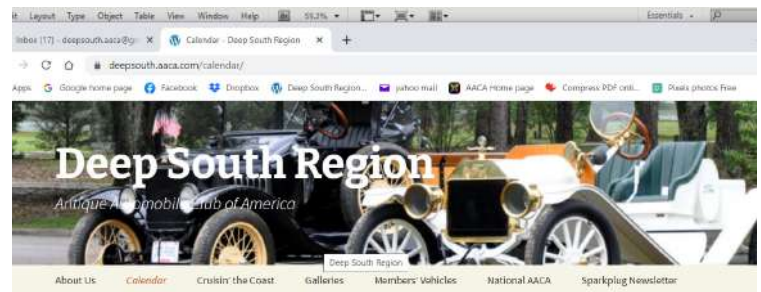 Layout Type Object Table View Window Help 59.3% Essentials
Inbox (17) - deepsouth.aaca@g Calendar - Deep South Region
deepsouth.aaca.com/calendar/
Apps Google home page Facebook Dropbox Deep South Region... yahoo mail AACA Home page Compress PDF onli... Pixels photos Free
Deep South Region
Antique Automobile Club of America
Deep South Region
About Us Calendar Cruisin' the Coast Galleries Members' Vehicles National AACA Sparkplug Newsletter